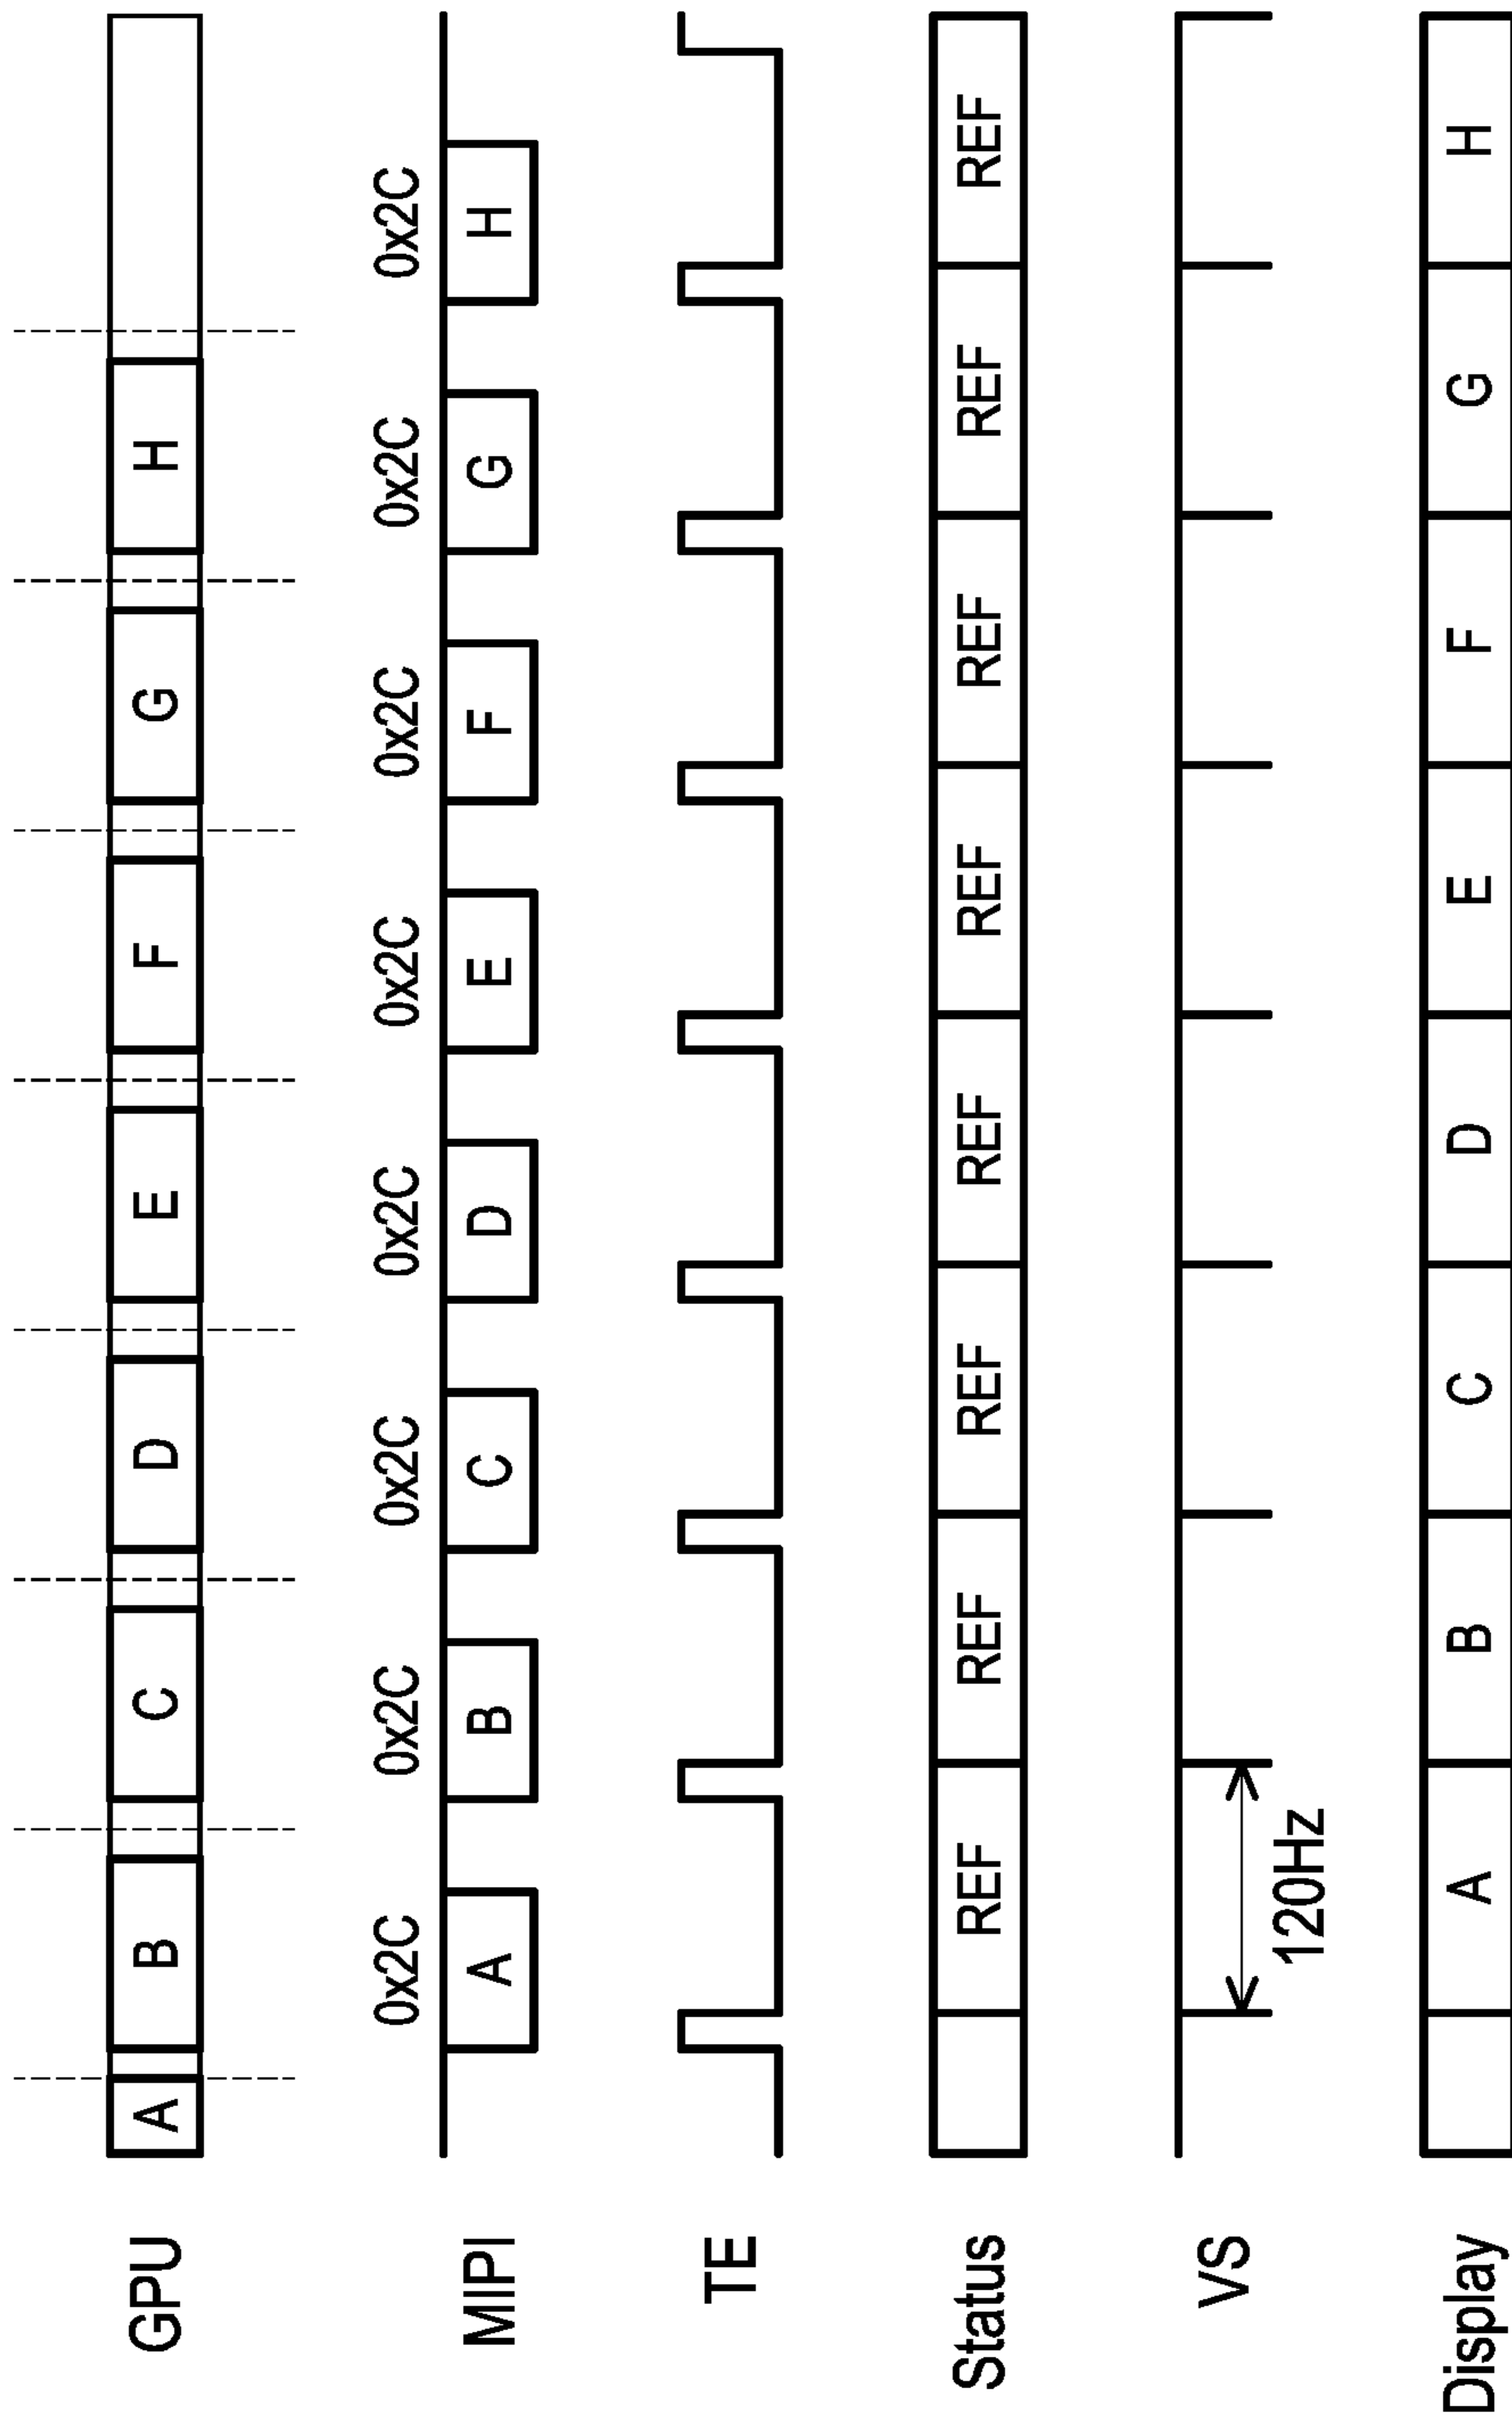 GPU A B C D E F G H
0x2C 0x2C 0x2C 0x2C 0x2C 0x2C 0x2C 0x2C
MIPI A B C D E F G H
TE
Status REF REF REF REF REF REF REF REF
VS
120Hz
Display A B C D E F G H